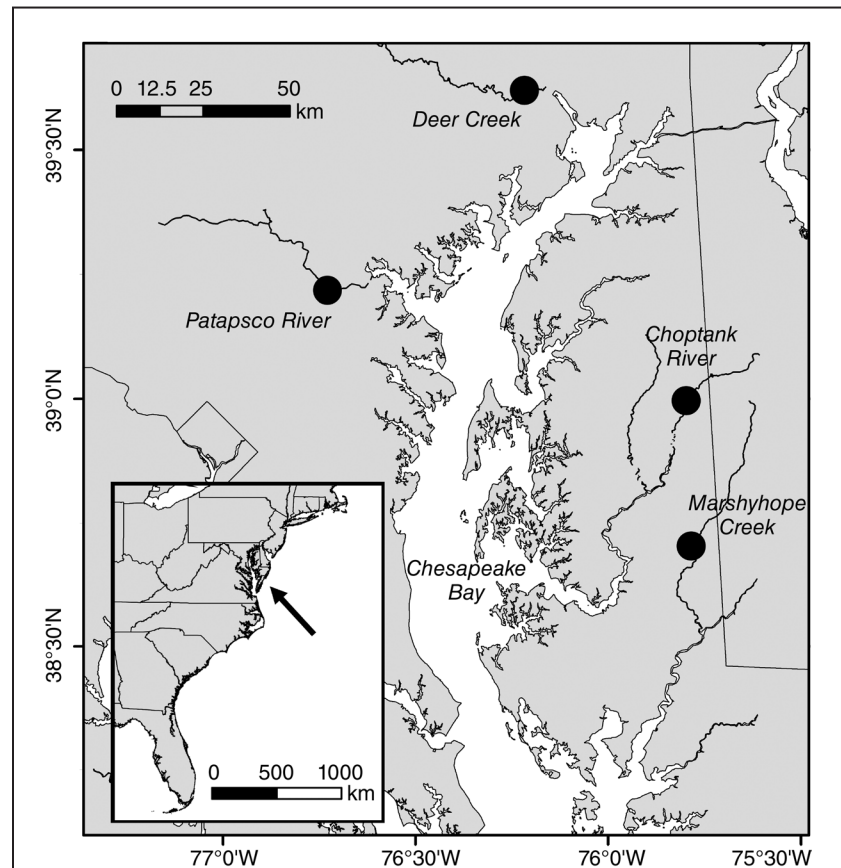 0 12.5 25 50
km
Deer Creek
39°30'N
Patapsco River
Choptank
River
39°0'N
Marshyhope
Creek
Chesapeake
Bay
38°30'N
0 500 1000
km
77°0'W 76°30'W 76°0'W 75°30'W